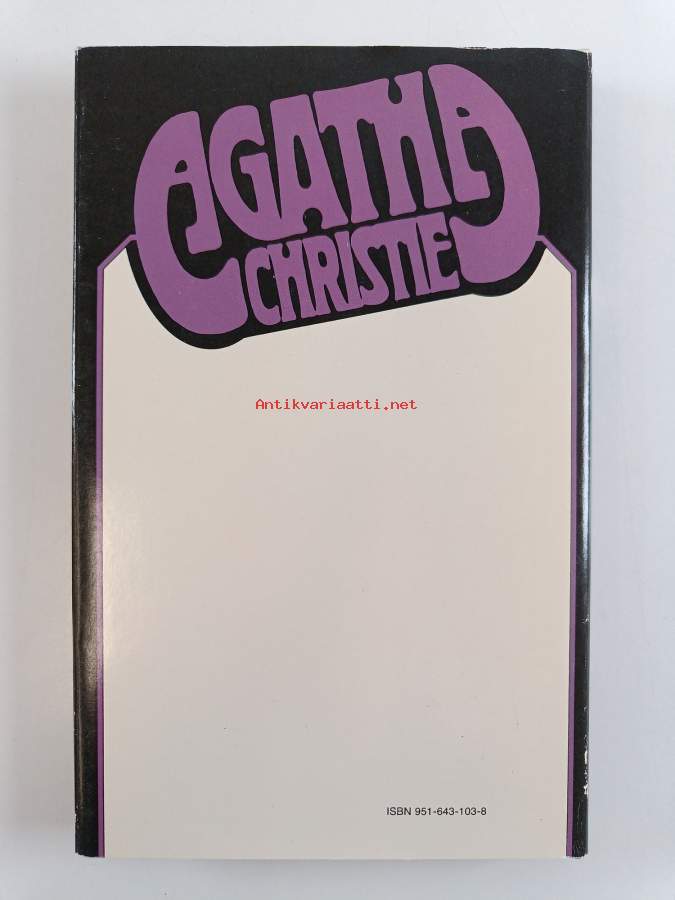 AGATHA
CHRISTIE
Antikvariaatti.net
ISBN 951-643-103-8